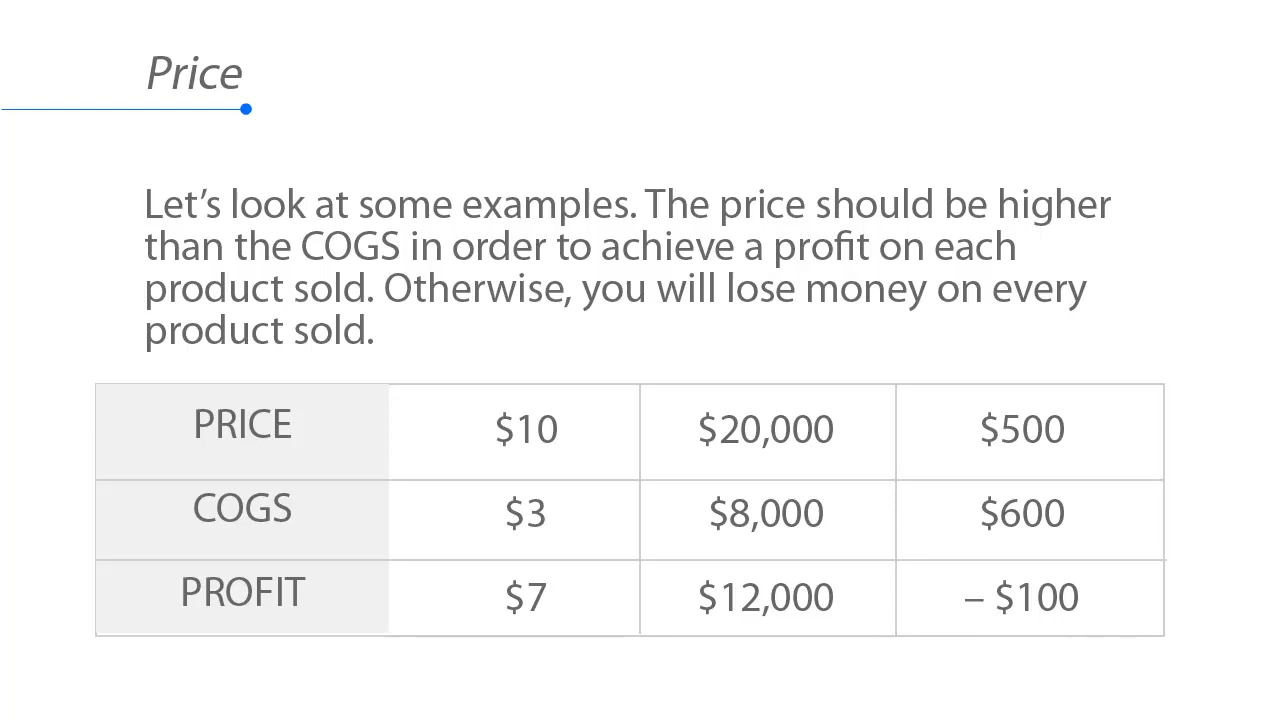 Price
Let’s look at some examples. The price should be higher
than the COGS in order to achieve a profit on each
product sold. Otherwise, you will lose money on every
product sold.
PRICE $10 $20,000 $500
COGS $3 $8,000 $600
PROFIT $7 $12,000 – $100